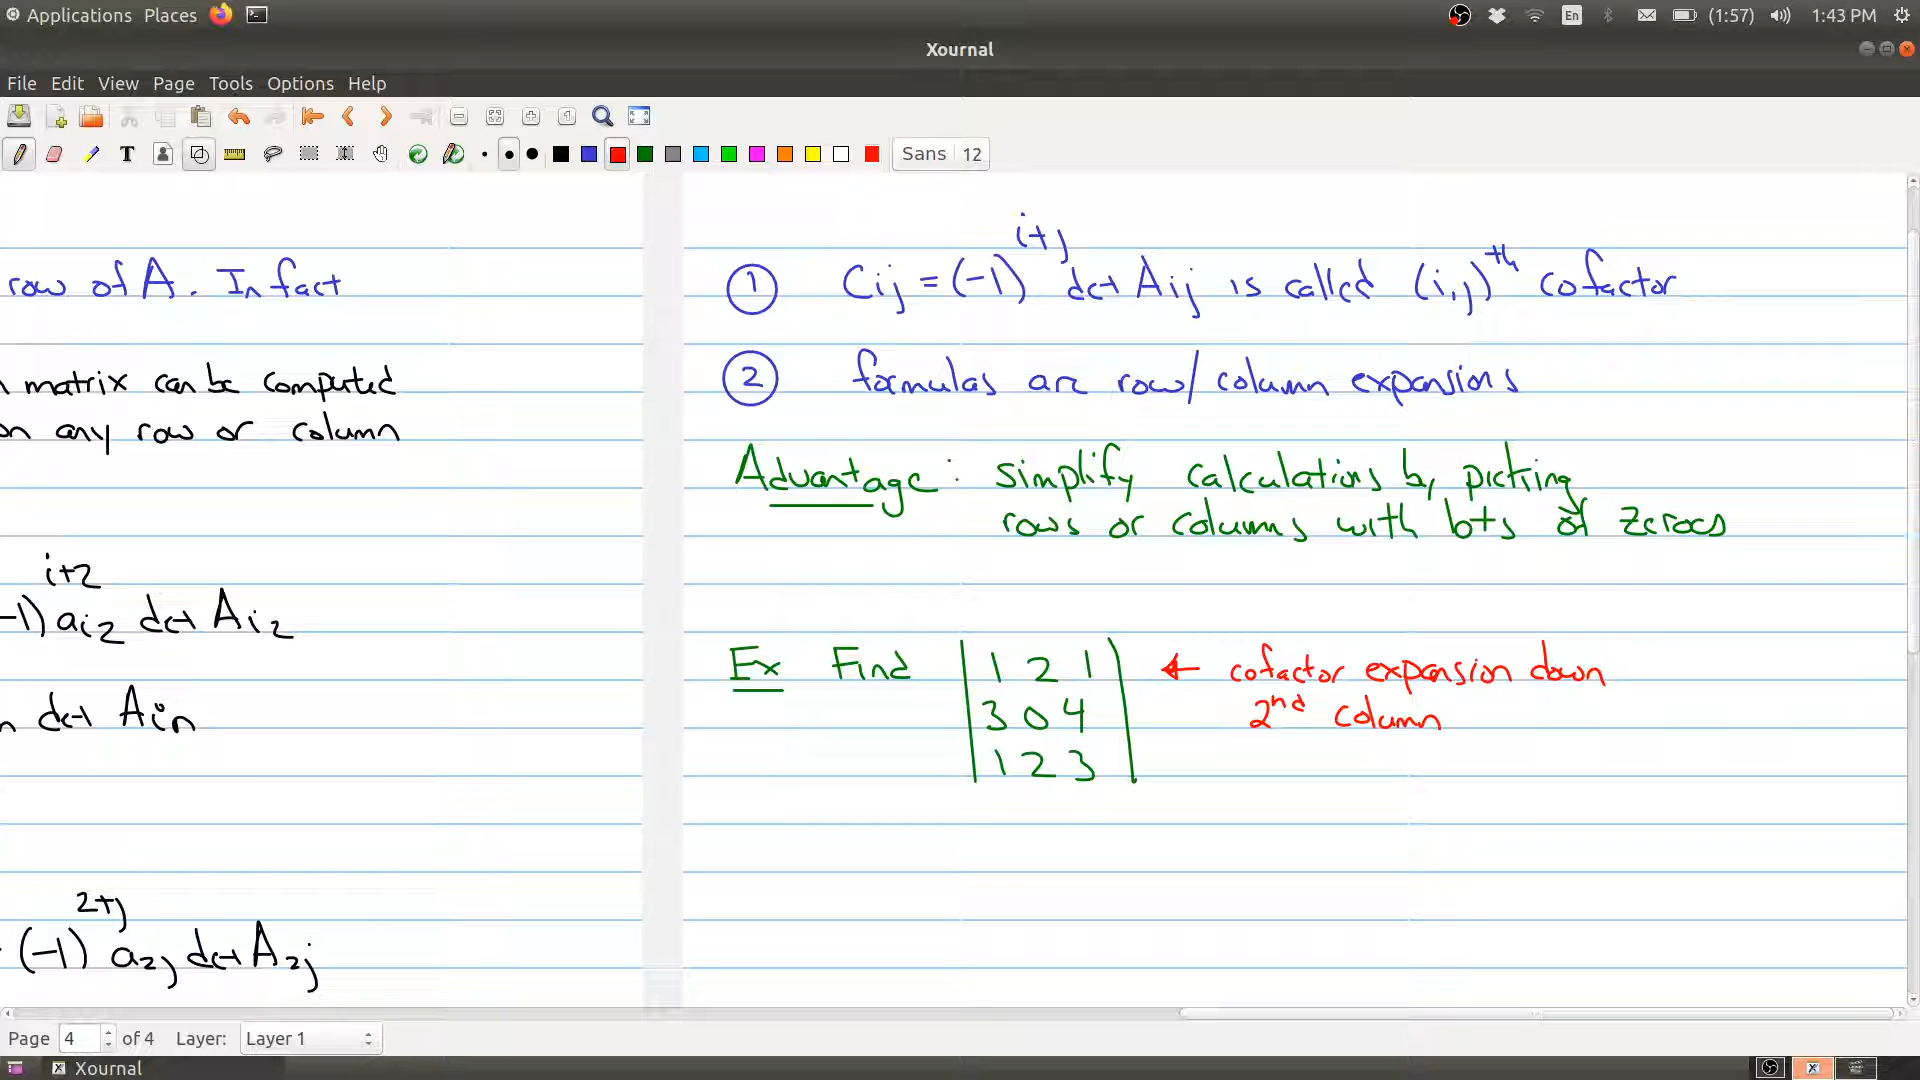 Applications Places En (1:57) 1:43 PM
Xournal
File Edit View Page Tools Options Help
T Sans 12
row of A. In fact
matrix can be computed
on any row or column
i+2
-1) ai2 det Ai2
n det Ain
2+j
(-1) a2j det A2j
i+j
① Cij = (-1) det Aij is called (i,j)th cofactor
② formulas are row/column expansions
Advantage: simplify calculations by picking
rows or columns with lots of zeroes
Ex Find | 1 2 1 | ← cofactor expansion down
3 0 4 2nd column
1 2 3
Page 4 of 4 Layer: Layer 1
Xournal